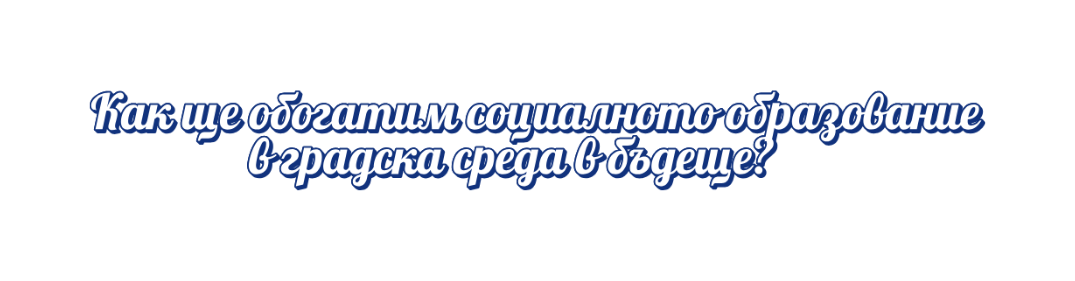 Как ще обогатим социалното образование
в градска среда в бъдеще?